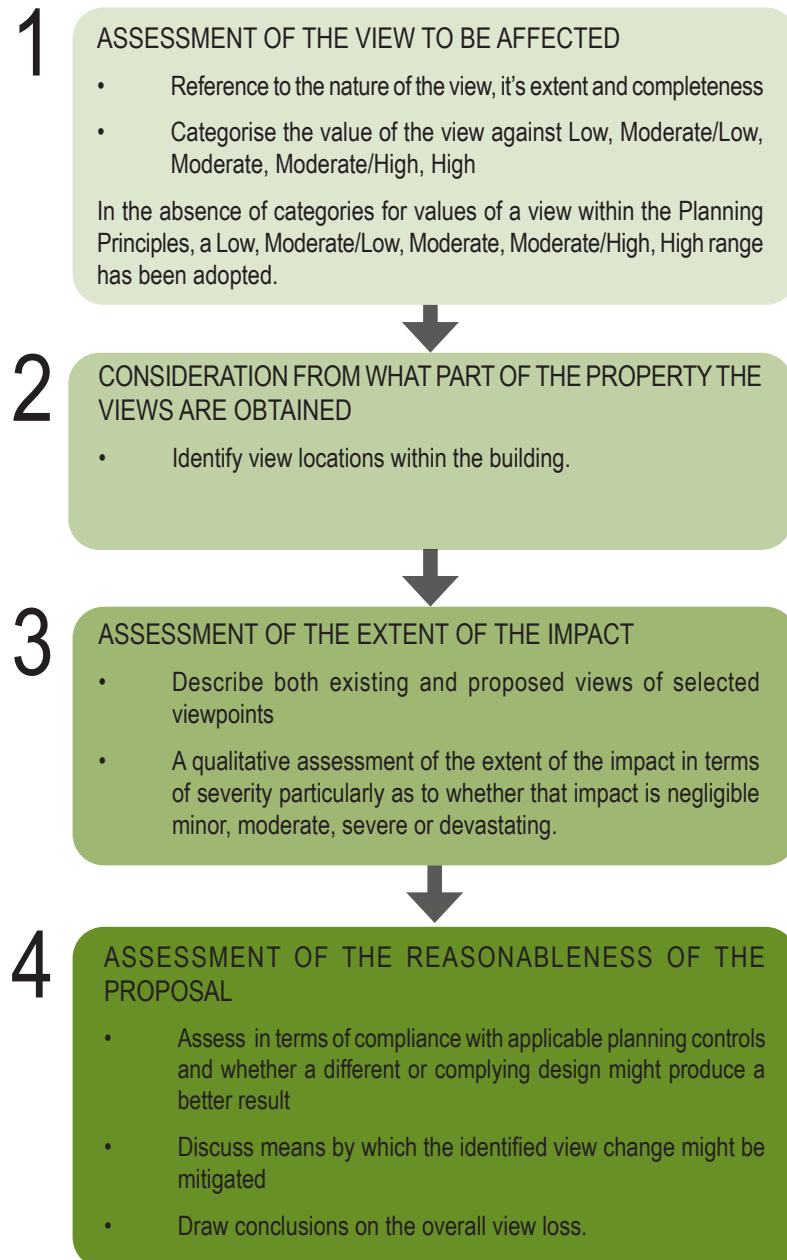 1
ASSESSMENT OF THE VIEW TO BE AFFECTED
• Reference to the nature of the view, it's extent and completeness
• Categorise the value of the view against Low, Moderate/Low,
Moderate, Moderate/High, High
In the absence of categories for values of a view within the Planning
Principles, a Low, Moderate/Low, Moderate, Moderate/High, High range
has been adopted.
2
CONSIDERATION FROM WHAT PART OF THE PROPERTY THE
VIEWS ARE OBTAINED
• Identify view locations within the building.
3
ASSESSMENT OF THE EXTENT OF THE IMPACT
• Describe both existing and proposed views of selected
viewpoints
• A qualitative assessment of the extent of the impact in terms
of severity particularly as to whether that impact is negligible
minor, moderate, severe or devastating.
4
ASSESSMENT OF THE REASONABLENESS OF THE
PROPOSAL
• Assess in terms of compliance with applicable planning controls
and whether a different or complying design might produce a
better result
• Discuss means by which the identified view change might be
mitigated
• Draw conclusions on the overall view loss.